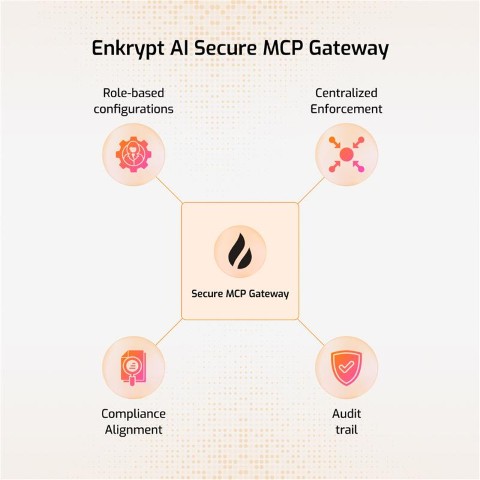 Enkrypt AI Secure MCP Gateway
Role-based
configurations
Centralized
Enforcement
Secure MCP Gateway
Compliance
Alignment
Audit
trail